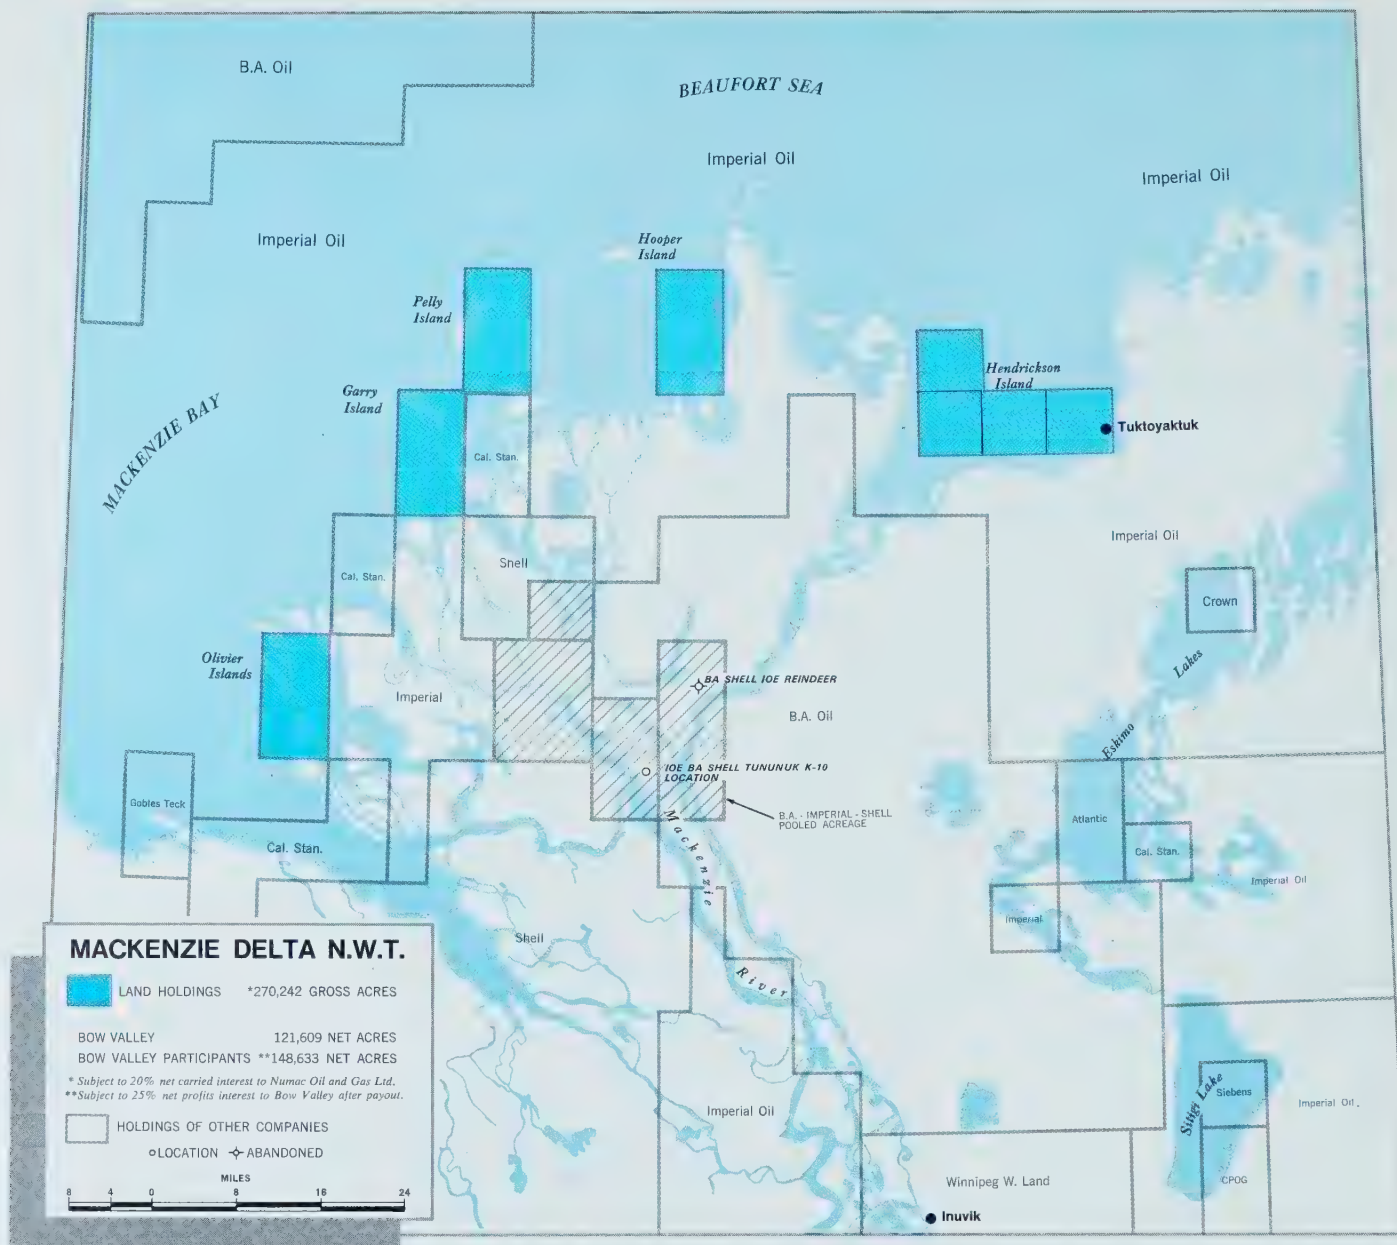 B.A. Oil
BEAUFORT SEA
Imperial Oil
Imperial Oil
Imperial Oil
Hooper
Island
Pelly
Island
Hendrickson
Island
Garry
Island
MACKENZIE BAY
Tuktoyaktuk
Cal. Stan.
Imperial Oil
Snell
Cal. Stan.
Crown
Olivier
Islands
Eskimo Lakes
BA SHELL IOE REINDEER
Imperial
B.A. Oil
IOE BA SHELL TUNUNUK K-10
LOCATION
Gobles Teck
B.A. - IMPERIAL - SHELL
POOLED ACREAGE
Atlantic
Cal. Stan.
Cal. Stan.
Mackenzie River
Imperial Oil
Imperial
Shell
MACKENZIE DELTA N.W.T.
LAND HOLDINGS *270,242 GROSS ACRES
BOW VALLEY 121,609 NET ACRES
BOW VALLEY PARTICIPANTS **148,633 NET ACRES
* Subject to 20% net carried interest to Numac Oil and Gas Ltd.
**Subject to 25% net profits interest to Bow Valley after payout.
HOLDINGS OF OTHER COMPANIES
LOCATION ABANDONED
MILES
8 4 0 8 16 24
Sitigi Lake
Siebens
Imperial Oil.
Imperial Oil
CPOG
Winnipeg W. Land
Inuvik